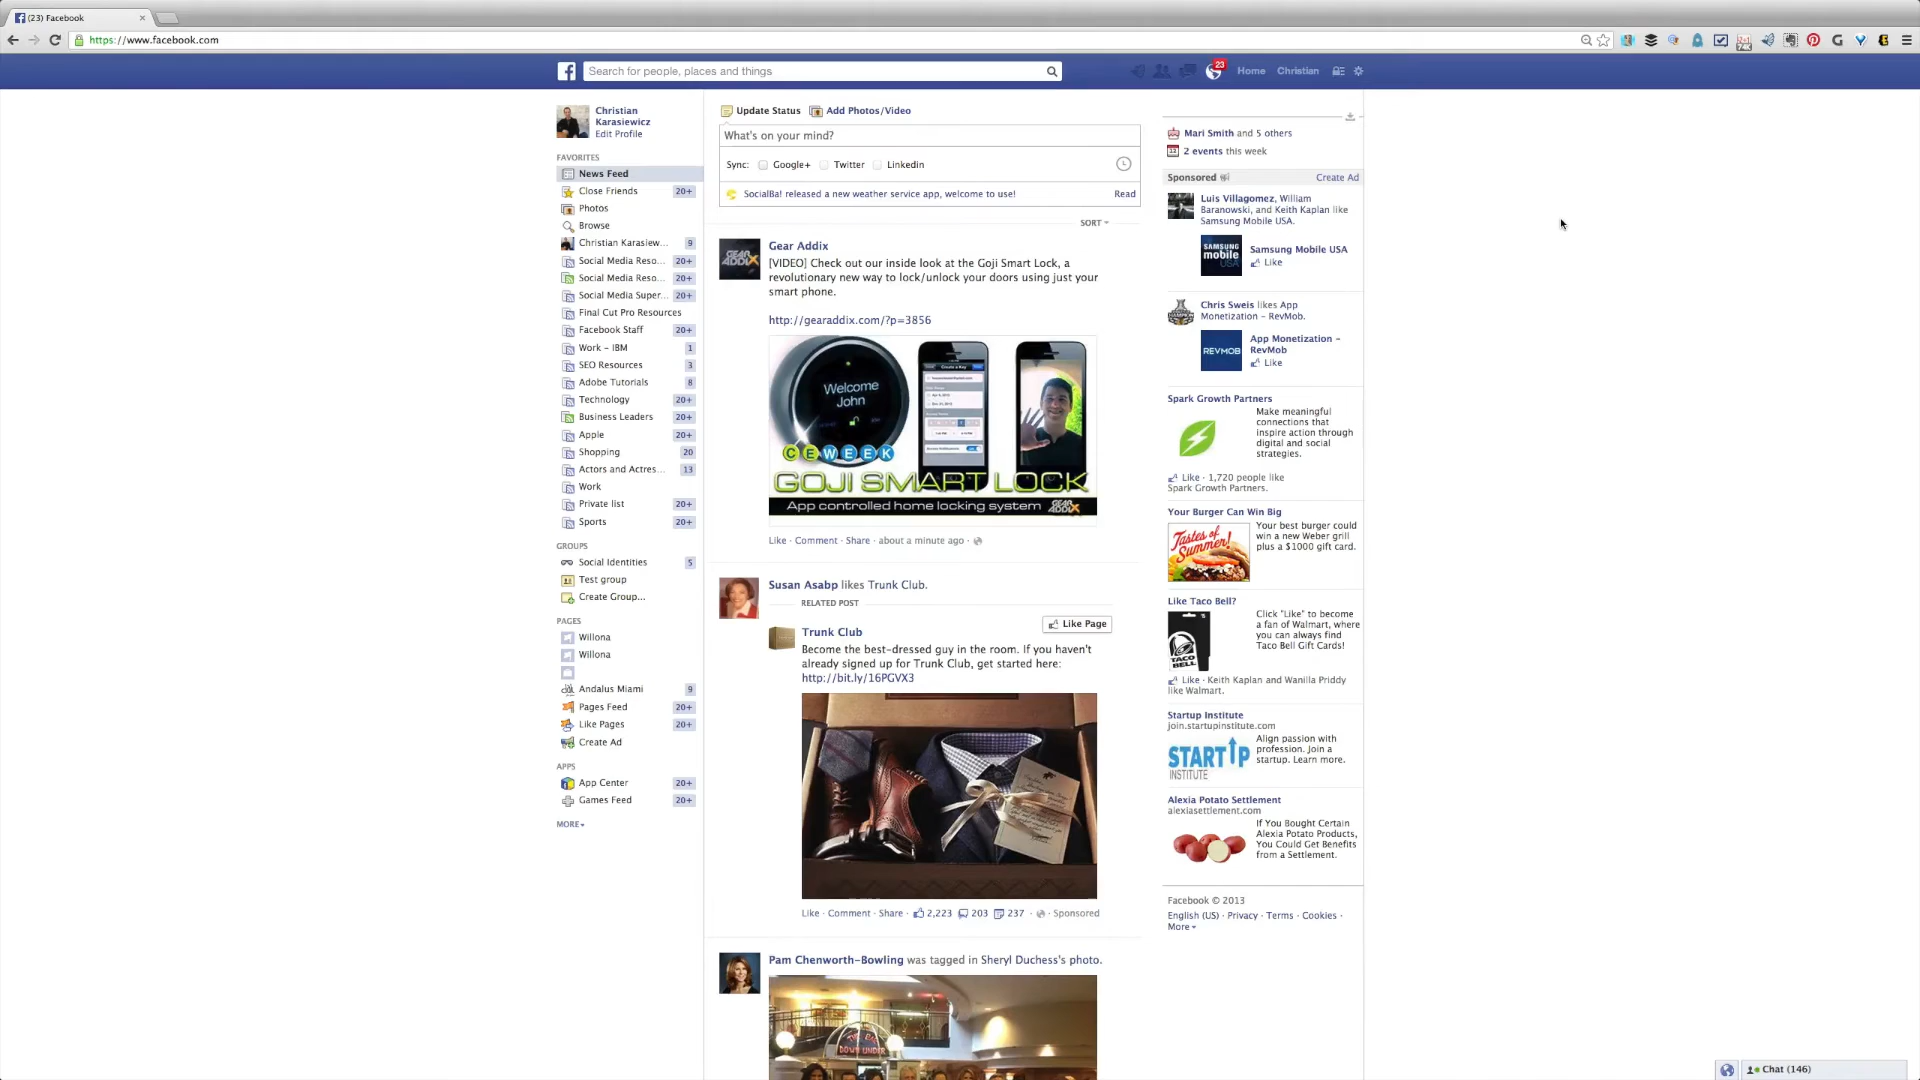 (23) Facebook
https://www.facebook.com
Search for people, places and things
23
Home
Christian
Christian
Karasiewicz
Edit Profile
FAVORITES
News Feed
Close Friends 20+
Photos
Browse
Christian Karasiew... 9
Social Media Reso... 20+
Social Media Reso... 20+
Social Media Super... 20+
Final Cut Pro Resources
Facebook Staff 20+
Work - IBM 1
SEO Resources 3
Adobe Tutorials 8
Technology 20+
Business Leaders 20+
Apple 20+
Shopping 20
Actors and Actres... 13
Work
Private list 20+
Sports 20+
GROUPS
Social Identities 5
Test group
Create Group...
PAGES
Willona
Willona
Andalus Miami 9
Pages Feed 20+
Like Pages 20+
Create Ad
APPS
App Center 20+
Games Feed 20+
MORE
Update Status Add Photos/Video
What's on your mind?
Sync: Google+ Twitter Linkedin
SocialBa! released a new weather service app, welcome to use! Read
SORT
GEAR ADDIX
Gear Addix
[VIDEO] Check out our inside look at the Goji Smart Lock, a
revolutionary new way to lock/unlock your doors using just your
smart phone.
http://gearaddix.com/?p=3856
Welcome
John
Create a Key
CEWEEK
GOJI SMART LOCK
App controlled home locking system GEAR ADDIX
Like · Comment · Share · about a minute ago ·
Susan Asabp likes Trunk Club.
RELATED POST
Like Page
Trunk Club
Become the best-dressed guy in the room. If you haven't
already signed up for Trunk Club, get started here:
http://bit.ly/16PGVX3
Like · Comment · Share · 2,223 203 237 · Sponsored
Pam Chenworth-Bowling was tagged in Sheryl Duchess's photo.
DOWN UNDER
Mari Smith and 5 others
2 events this week
Sponsored Create Ad
Luis Villagomez, William
Baranowski, and Keith Kaplan like
Samsung Mobile USA.
SAMSUNG
mobile
USA
Samsung Mobile USA
Like
Chris Sweis likes App
Monetization - RevMob.
REVMOB
App Monetization -
RevMob
Like
Spark Growth Partners
Make meaningful
connections that
inspire action through
digital and social
strategies.
Like · 1,720 people like
Spark Growth Partners.
Your Burger Can Win Big
Tastes of
Summer!
Your best burger could
win a new Weber grill
plus a $1000 gift card.
Like Taco Bell?
TACO
BELL
Click "Like" to become
a fan of Walmart, where
you can always find
Taco Bell Gift Cards!
Like · Keith Kaplan and Wanilla Priddy
like Walmart.
Startup Institute
join.startupinstitute.com
STARTUP
INSTITUTE
Align passion with
profession. Join a
startup. Learn more.
Alexia Potato Settlement
alexiasettlement.com
If You Bought Certain
Alexia Potato Products,
You Could Get Benefits
from a Settlement.
Facebook © 2013
English (US) · Privacy · Terms · Cookies ·
More
Chat (146)